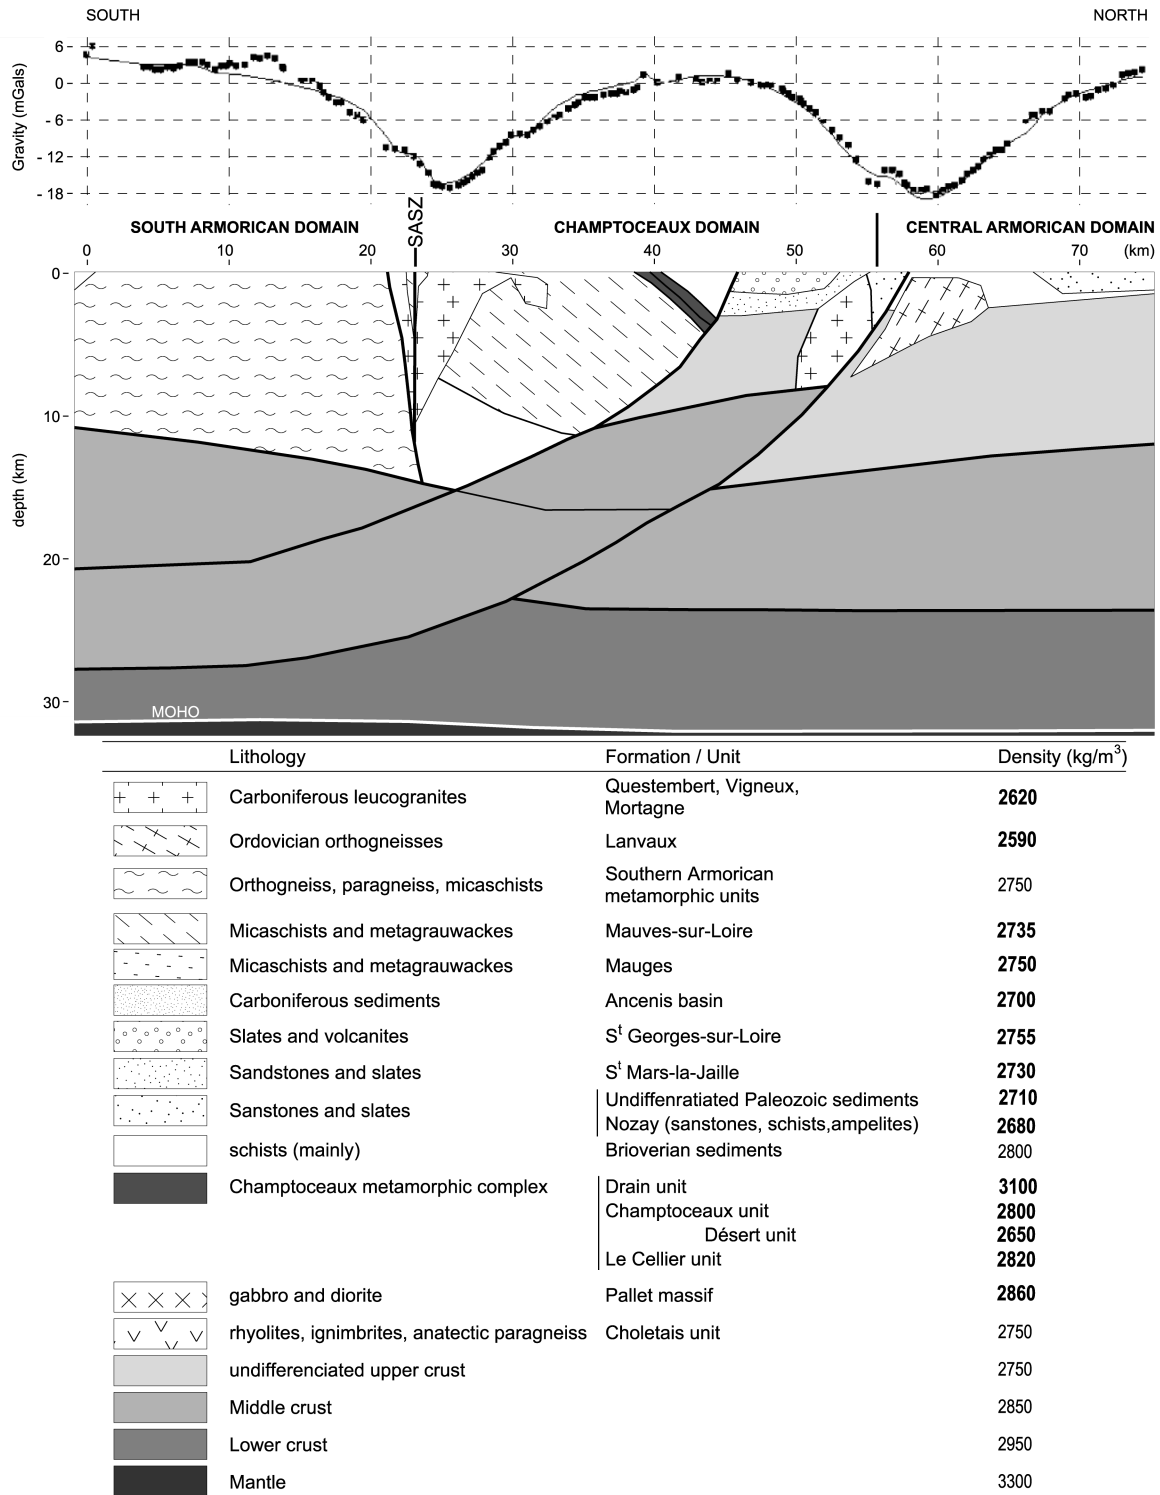 SOUTH NORTH
6
0
- 6
- 12
- 18
Gravity (mGals)
SOUTH ARMORICAN DOMAIN SASZ CHAMPTOCEAUX DOMAIN CENTRAL ARMORICAN DOMAIN
0 10 20 30 40 50 60 70 (km)
0
10
20
30
depth (km)
MOHO
Lithology Formation / Unit Density (kg/m³)
Carboniferous leucogranites Questembert, Vigneux, Mortagne 2620
Ordovician orthogneisses Lanvaux 2590
Orthogneiss, paragneiss, micaschists Southern Armorican metamorphic units 2750
Micaschists and metagrauwackes Mauves-sur-Loire 2735
Micaschists and metagrauwackes Mauges 2750
Carboniferous sediments Ancenis basin 2700
Slates and volcanites Sᵗ Georges-sur-Loire 2755
Sandstones and slates Sᵗ Mars-la-Jaille 2730
Sanstones and slates Undiffenratiated Paleozoic sediments 2710
Nozay (sanstones, schists,ampelites) 2680
schists (mainly) Brioverian sediments 2800
Champtoceaux metamorphic complex Drain unit 3100
Champtoceaux unit 2800
Désert unit 2650
Le Cellier unit 2820
gabbro and diorite Pallet massif 2860
rhyolites, ignimbrites, anatectic paragneiss Choletais unit 2750
undifferenciated upper crust 2750
Middle crust 2850
Lower crust 2950
Mantle 3300